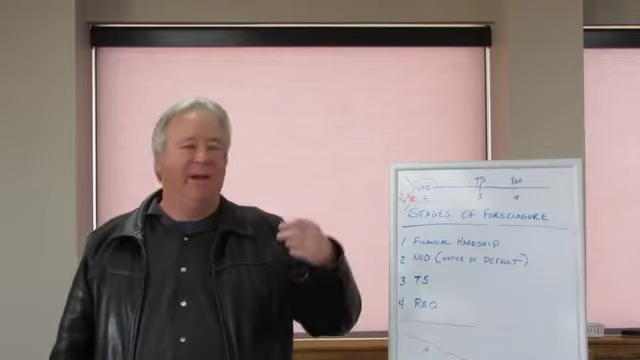 TS REO
NOD
3 4
STAGES OF FORECLOSURE
1 FINANCIAL HARDSHIP
2 NOD (NOTICE OF DEFAULT)
3 TS
4 REO